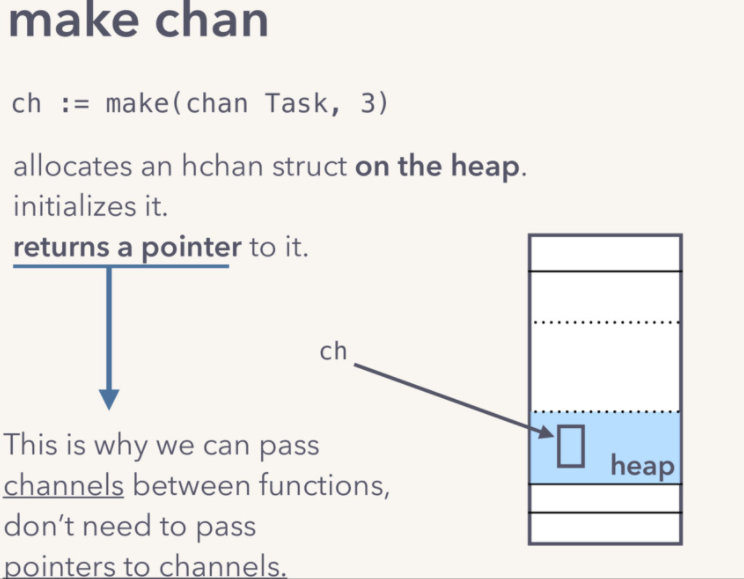 make chan
ch := make(chan Task, 3)
allocates an hchan struct on the heap.
initializes it.
returns a pointer to it.
ch
heap
This is why we can pass
channels between functions,
don't need to pass
pointers to channels.